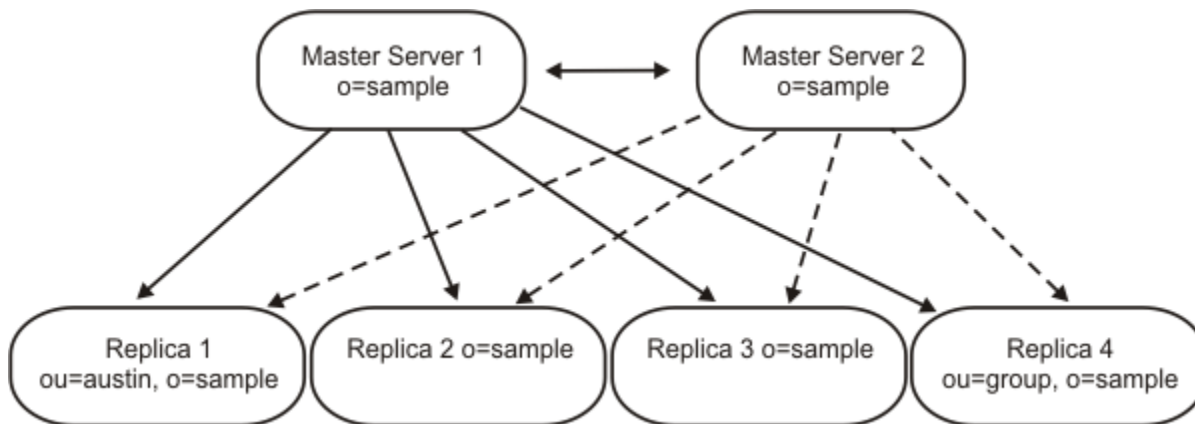 Master Server 1
o=sample
Master Server 2
o=sample
Replica 1
ou=austin, o=sample
Replica 2 o=sample
Replica 3 o=sample
Replica 4
ou=group, o=sample